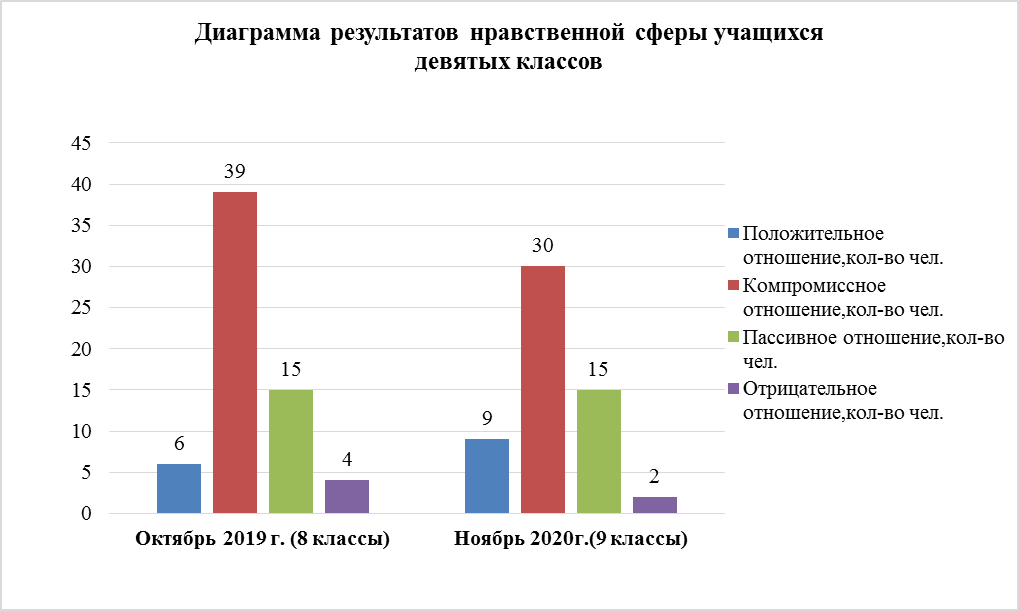 Диаграмма результатов нравственной сферы учащихся
девятых классов
45
40
35
30
25
20
15
10
5
0
6
39
15
4
9
30
15
2
Октябрь 2019 г. (8 классы)
Ноябрь 2020г.(9 классы)
Положительное
отношение,кол-во чел.
Компромиссное
отношение,кол-во чел.
Пассивное отношение,кол-во
чел.
Отрицательное
отношение,кол-во чел.